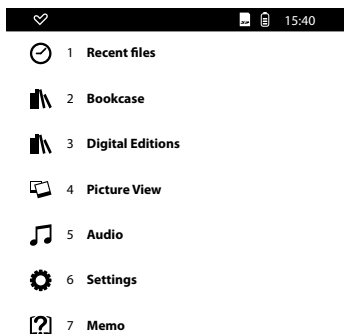 15:40
1 Recent files
2 Bookcase
3 Digital Editions
4 Picture View
5 Audio
6 Settings
7 Memo